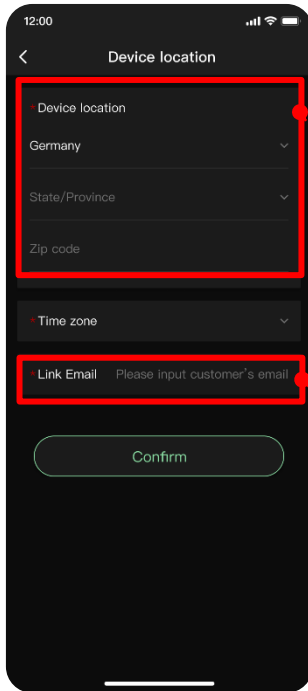 12:00
Device location
*Device location
Germany
State/Province
Zip code
*Time zone
*Link Email Please input customer's email
Confirm